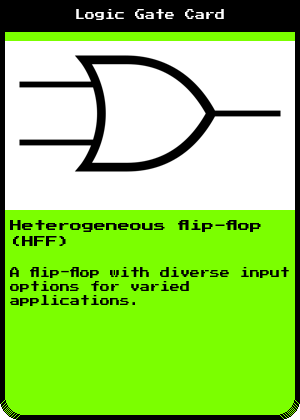 Logic Gate Card
Heterogeneous flip-flop
(HFF)
A flip-flop with diverse input
options for varied
applications.